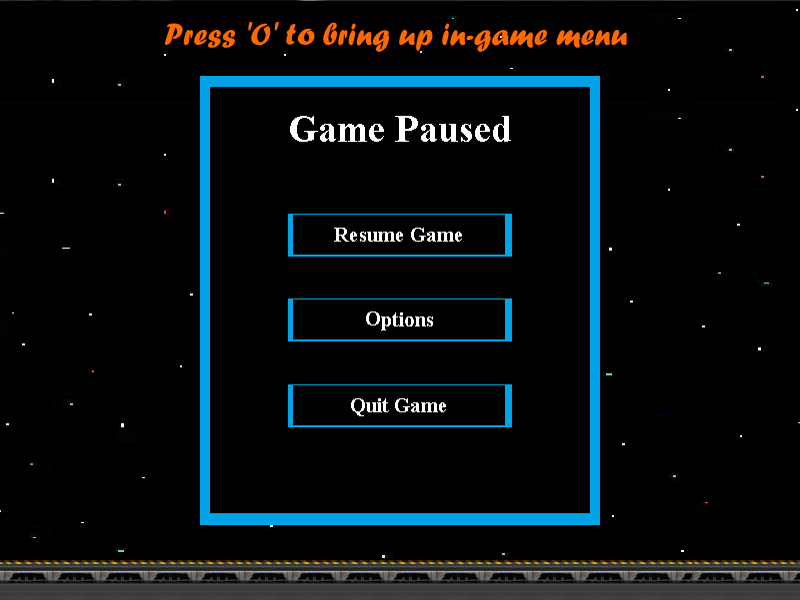 Press 'O' to bring up in-game menu
Game Paused
Resume Game
Options
Quit Game